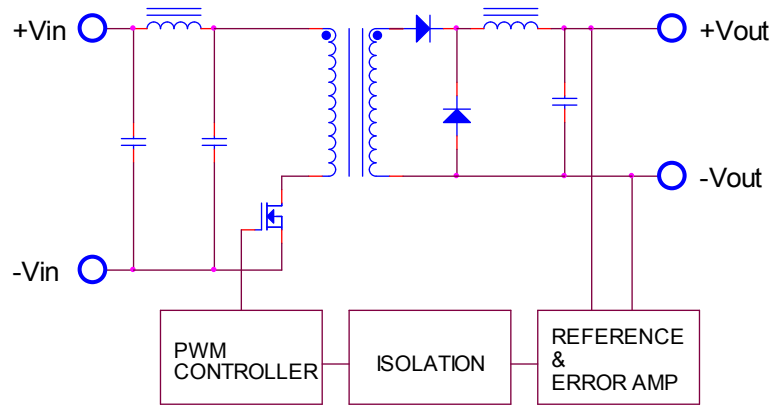 +Vin
+Vout
-Vout
-Vin
PWM
CONTROLLER
ISOLATION
REFERENCE
&
ERROR AMP